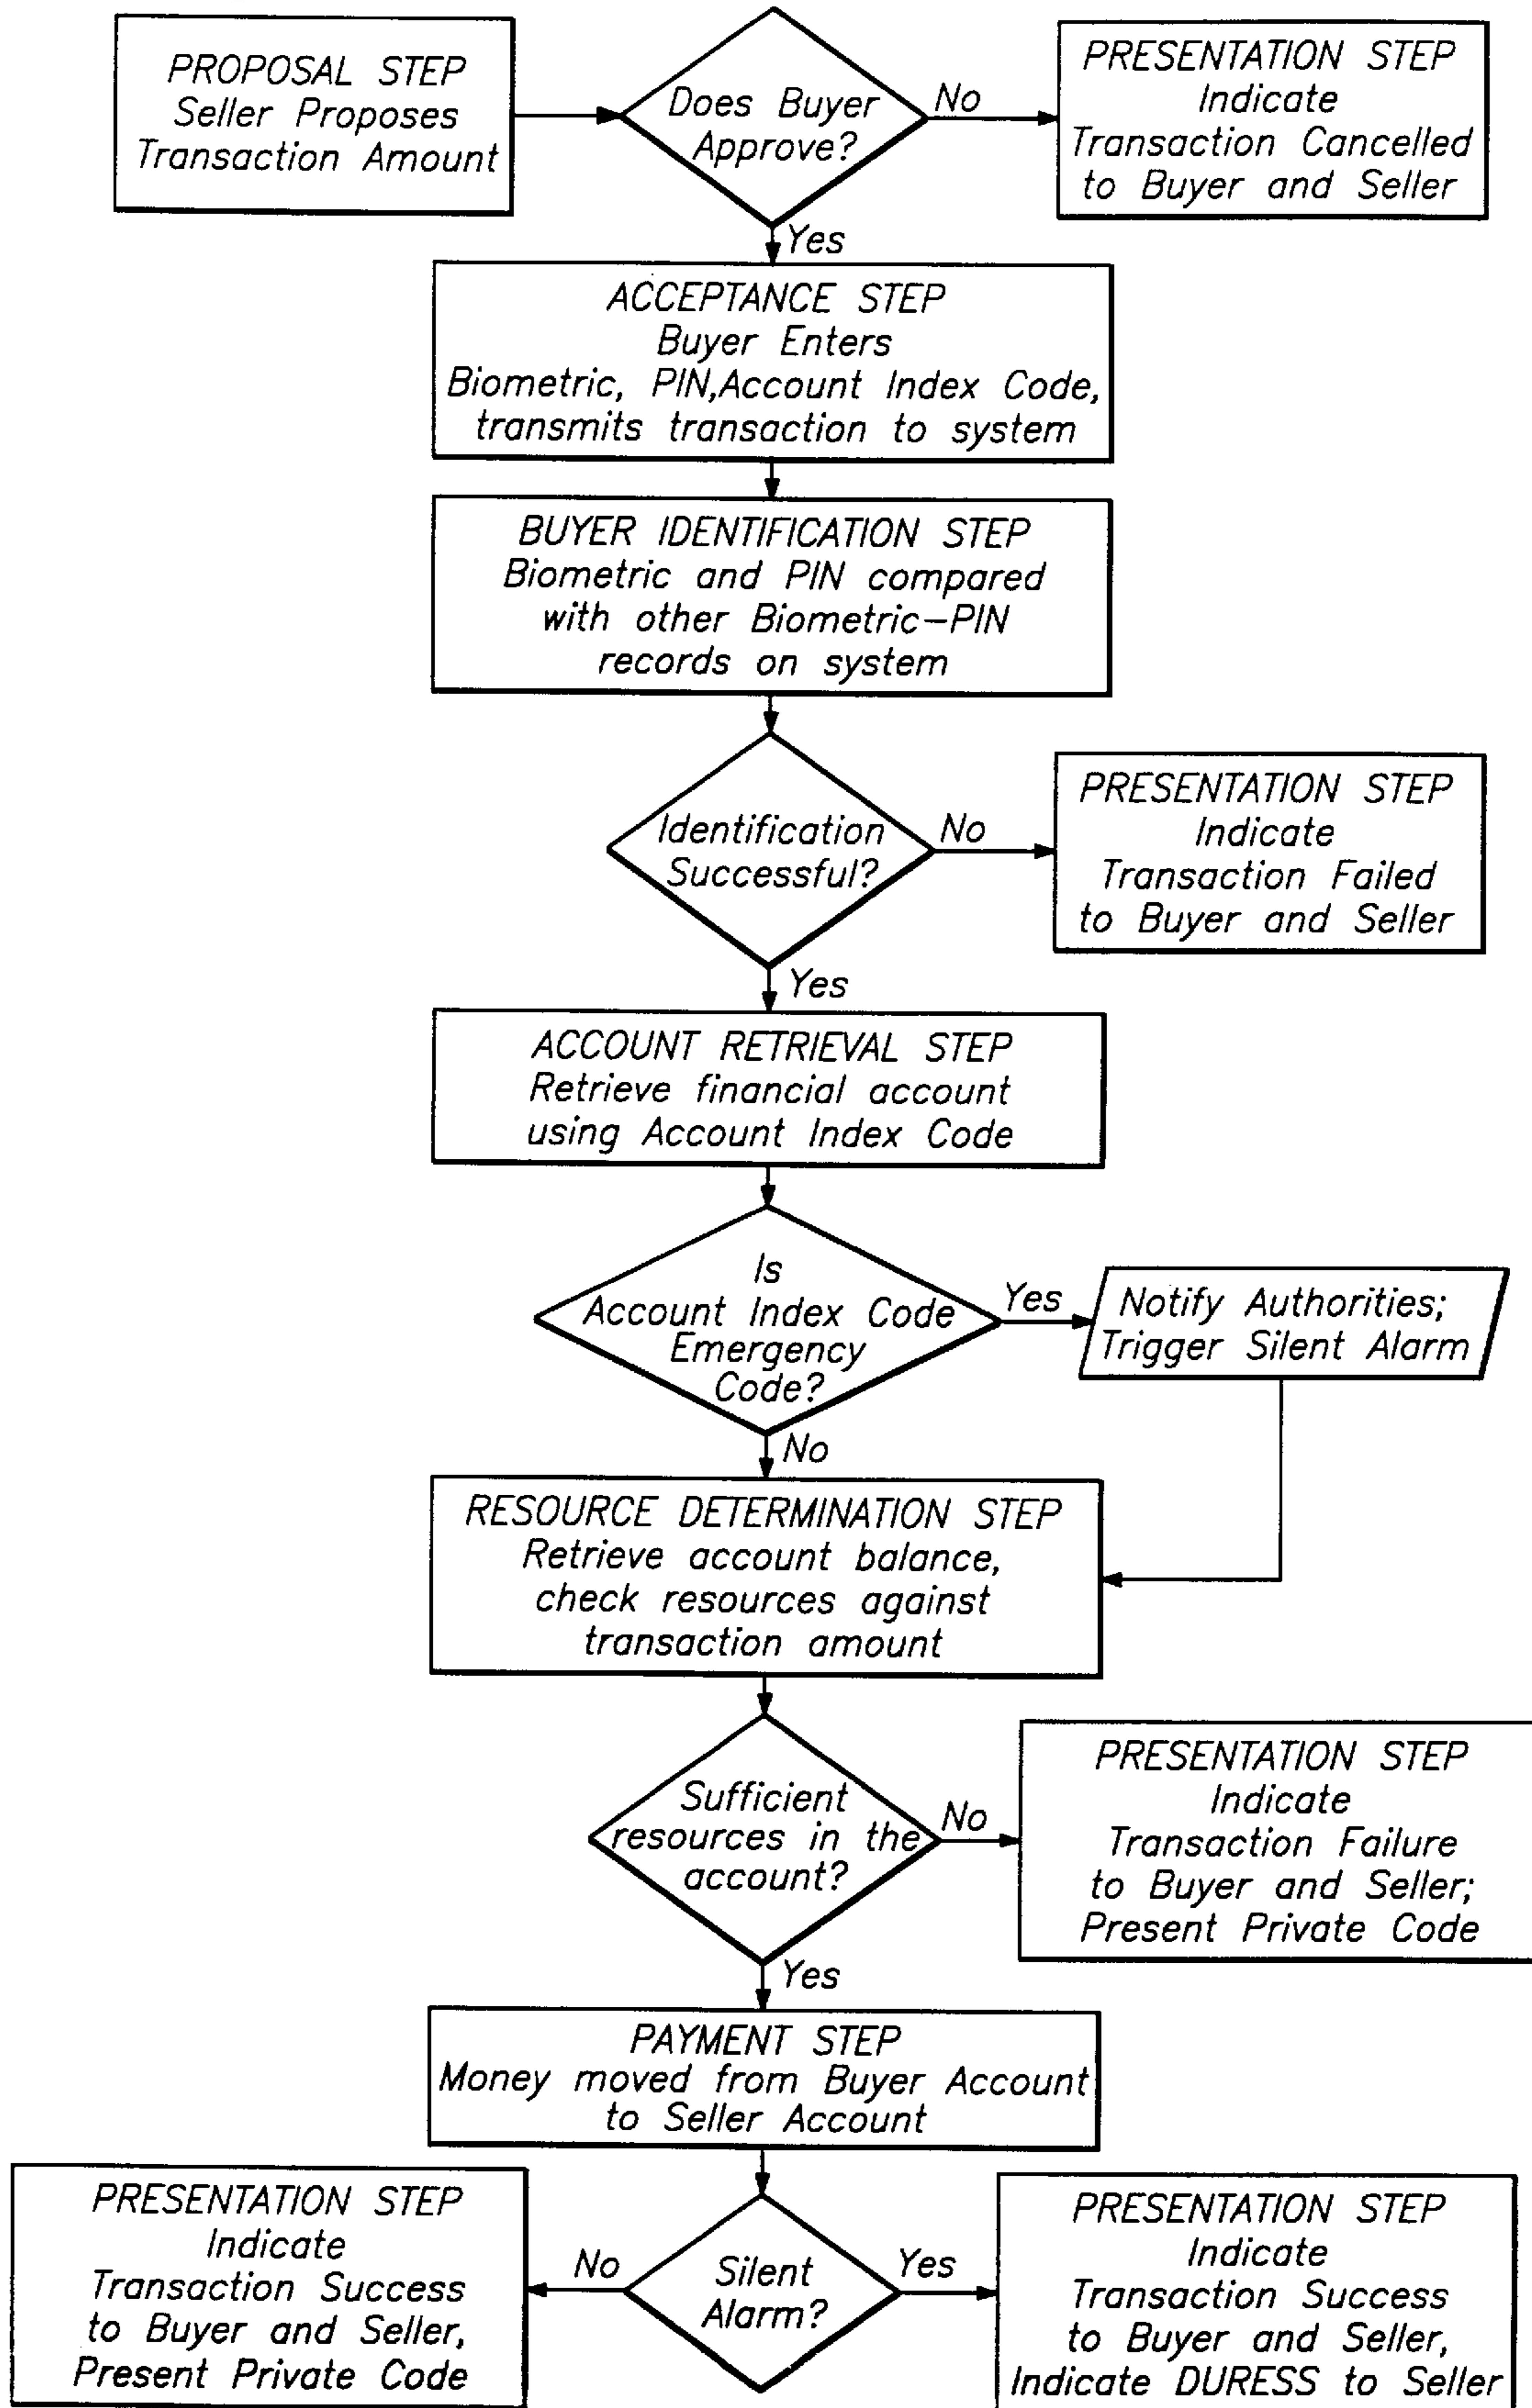 PROPOSAL STEP
Seller Proposes
Transaction Amount
Does Buyer
Approve?
No
PRESENTATION STEP
Indicate
Transaction Cancelled
to Buyer and Seller
Yes
ACCEPTANCE STEP
Buyer Enters
Biometric, PIN,Account Index Code,
transmits transaction to system
BUYER IDENTIFICATION STEP
Biometric and PIN compared
with other Biometric-PIN
records on system
Identification
Successful?
No
PRESENTATION STEP
Indicate
Transaction Failed
to Buyer and Seller
Yes
ACCOUNT RETRIEVAL STEP
Retrieve financial account
using Account Index Code
Is
Account Index Code
Emergency
Code?
Yes
Notify Authorities;
Trigger Silent Alarm
No
RESOURCE DETERMINATION STEP
Retrieve account balance,
check resources against
transaction amount
Sufficient
resources in the
account?
No
PRESENTATION STEP
Indicate
Transaction Failure
to Buyer and Seller;
Present Private Code
Yes
PAYMENT STEP
Money moved from Buyer Account
to Seller Account
PRESENTATION STEP
Indicate
Transaction Success
to Buyer and Seller,
Present Private Code
No
Silent
Alarm?
Yes
PRESENTATION STEP
Indicate
Transaction Success
to Buyer and Seller,
Indicate DURESS to Seller